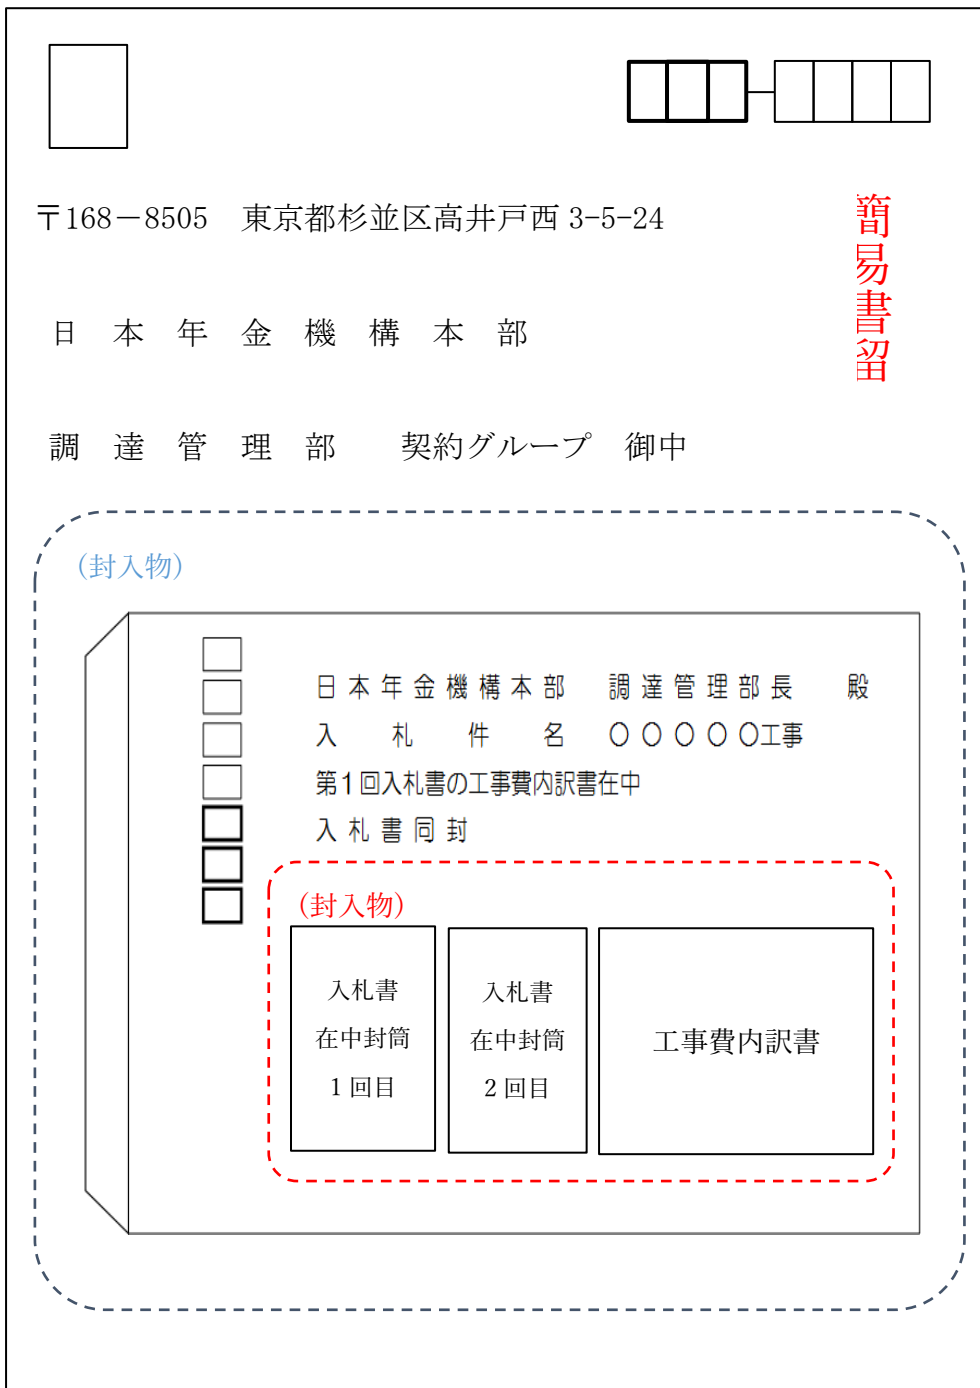 〒168－8505　東京都杉並区高井戸西 3-5-24
簡易書留
日　本　年　金　機　構　本　部
調　達　管　理　部　　契約グループ　御中
(封入物)
日本年金機構本部　調達管理部長　殿
入　札　件　名　〇〇〇〇〇工事
第1回入札書の工事費内訳書在中
入札書同封
(封入物)
入札書
在中封筒
1 回目
入札書
在中封筒
2 回目
工事費内訳書